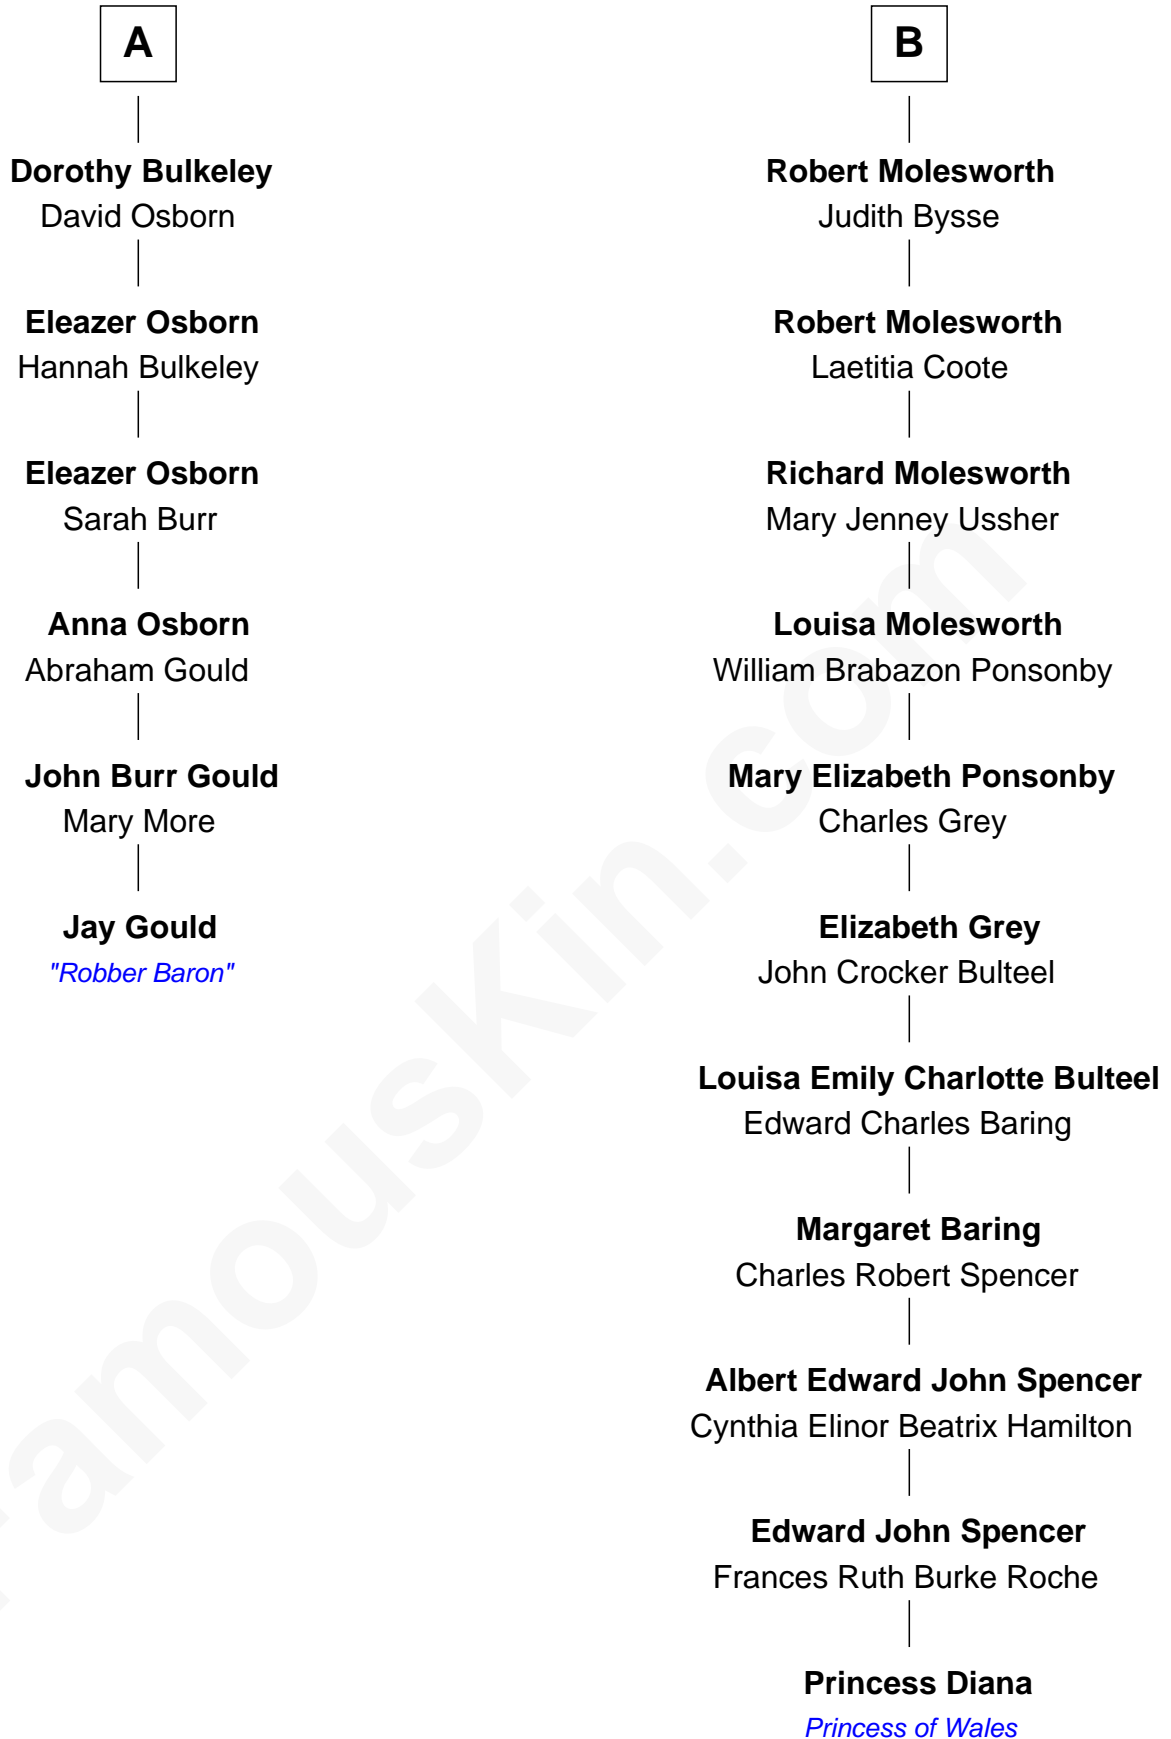 A
Dorothy Bulkeley
David Osborn
Eleazer Osborn
Hannah Bulkeley
Eleazer Osborn
Sarah Burr
Anna Osborn
Abraham Gould
John Burr Gould
Mary More
Jay Gould
"Robber Baron"
B
Robert Molesworth
Judith Bysse
Robert Molesworth
Laetitia Coote
Richard Molesworth
Mary Jenney Ussher
Louisa Molesworth
William Brabazon Ponsonby
Mary Elizabeth Ponsonby
Charles Grey
Elizabeth Grey
John Crocker Bulteel
Louisa Emily Charlotte Bulteel
Edward Charles Baring
Margaret Baring
Charles Robert Spencer
Albert Edward John Spencer
Cynthia Elinor Beatrix Hamilton
Edward John Spencer
Frances Ruth Burke Roche
Princess Diana
Princess of Wales
FamousKin.com